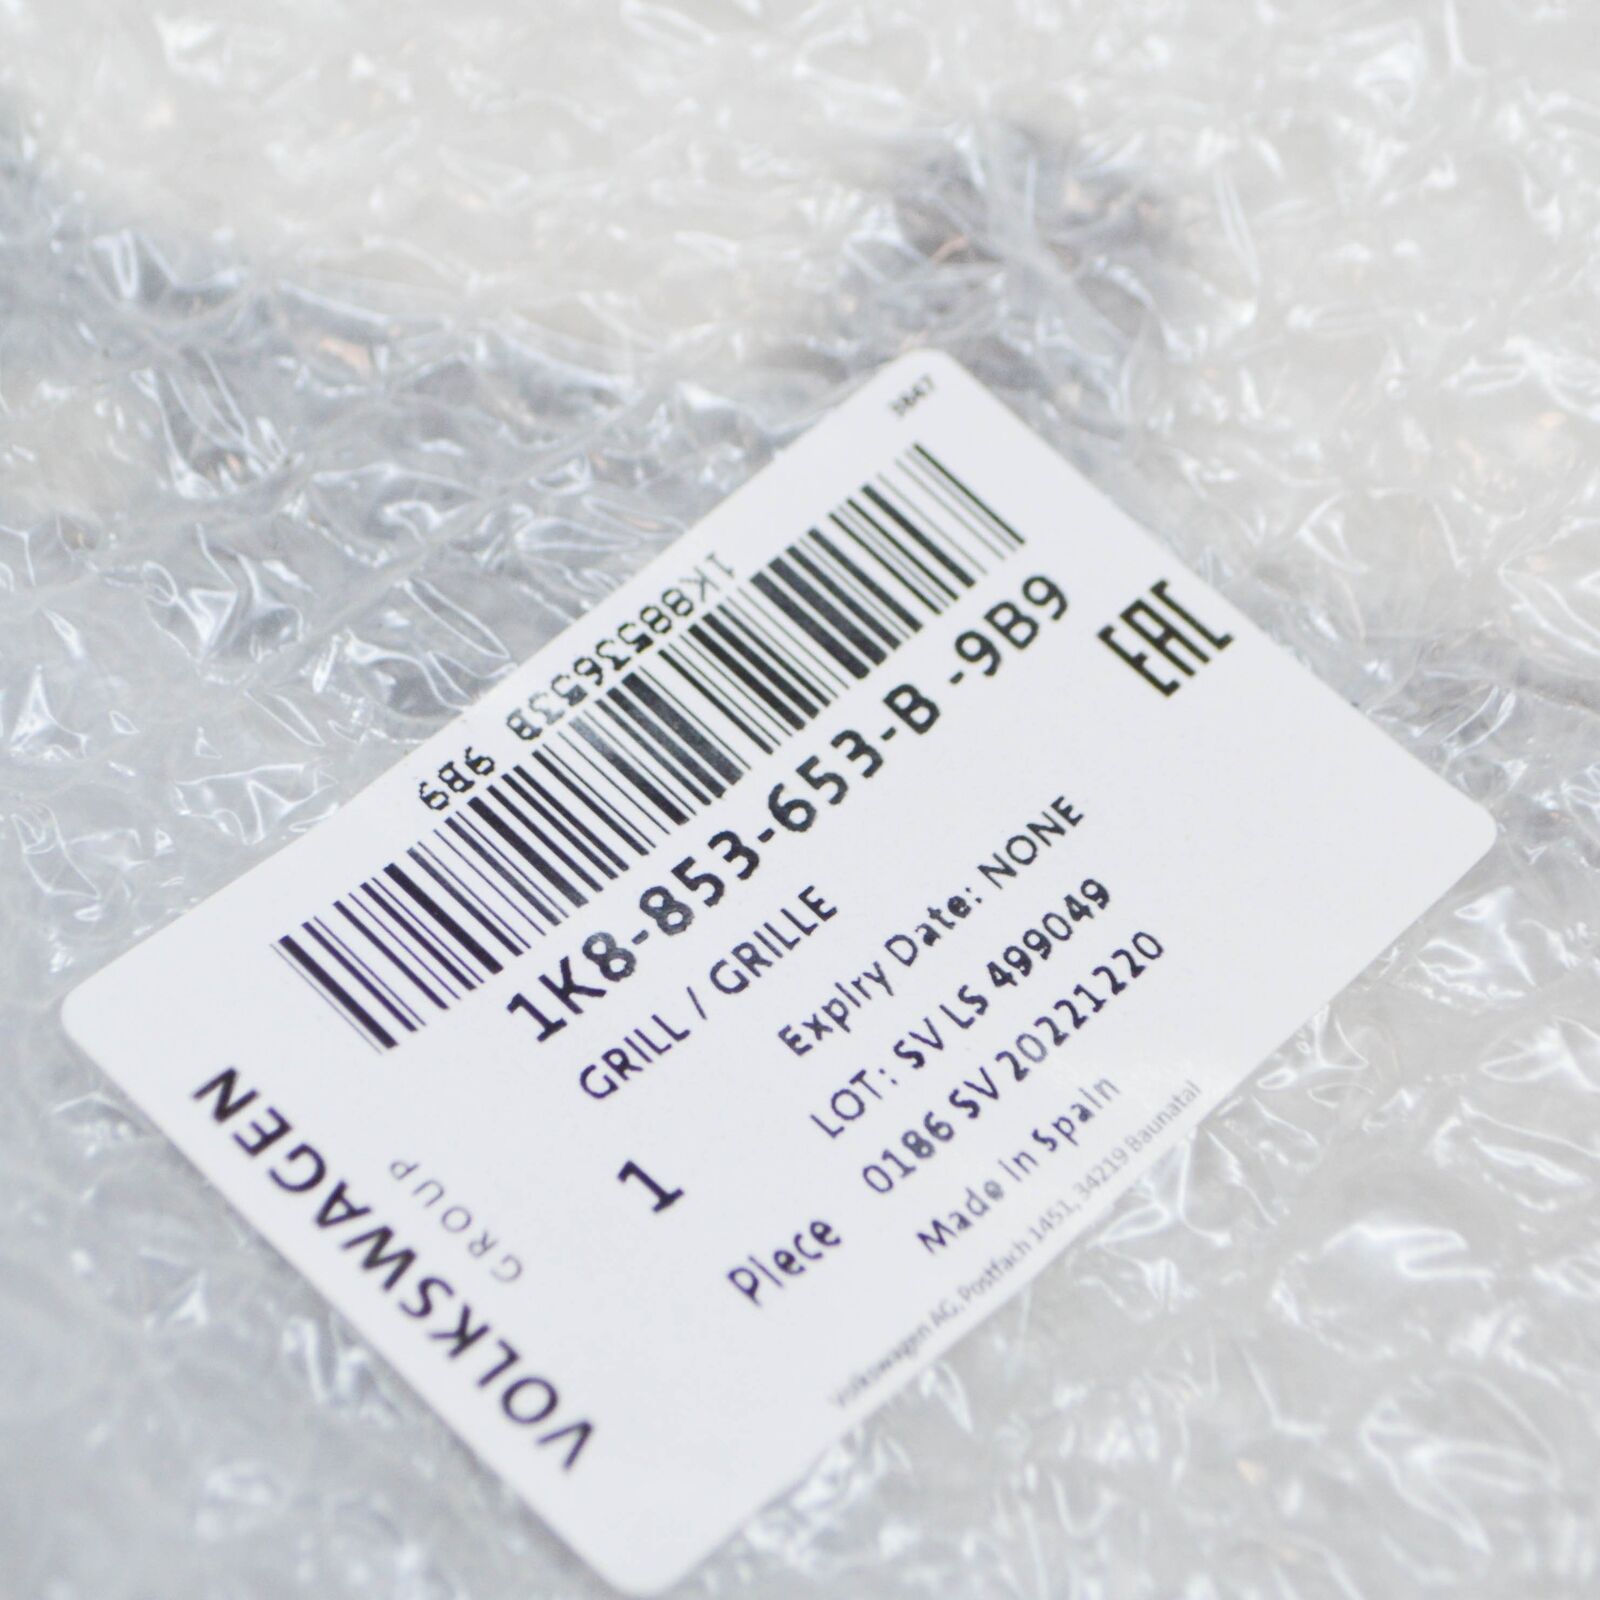 1K8853653B 9B9
1K8-853-653-B -9B9
EAC
GRILL / GRILLE
Expiry Date: NONE
LOT: SV LS 499049
1
0186 SV 20221220
Piece
Made in Spain
Volkswagen AG, Postfach 1451, 34219 Baunatal
VOLKSWAGEN
GROUP